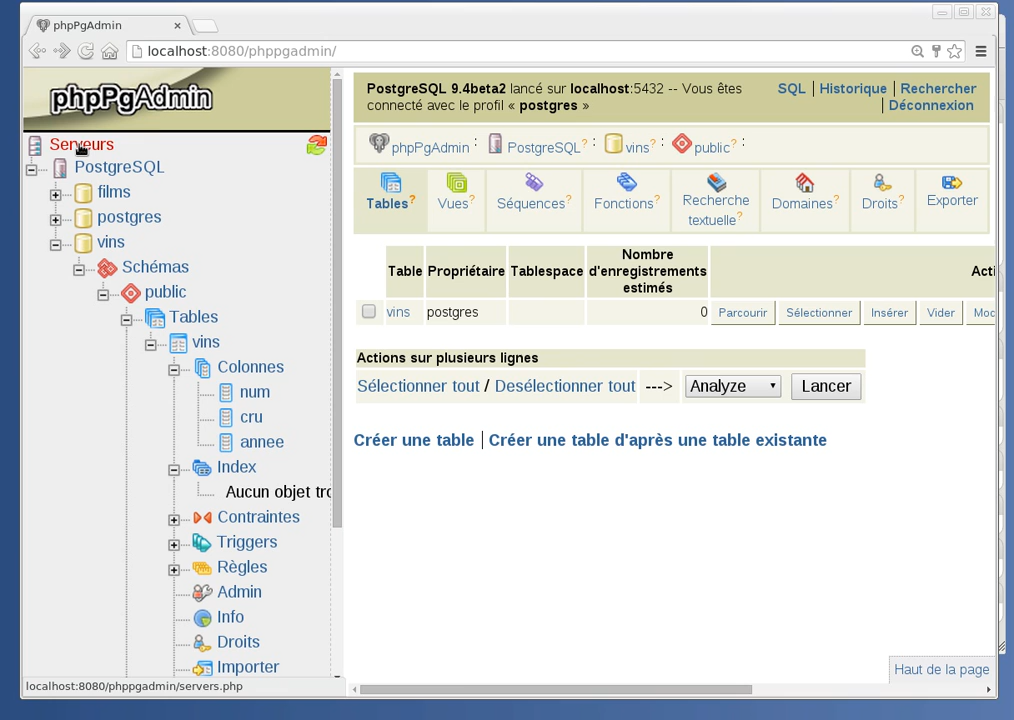 phpPgAdmin
localhost:8080/phppgadmin/
phpPgAdmin
Serveurs
PostgreSQL
films
postgres
vins
Schémas
public
Tables
vins
Colonnes
num
cru
annee
Index
Aucun objet tro
Contraintes
Triggers
Règles
Admin
Info
Droits
Importer
localhost:8080/phppgadmin/servers.php
PostgreSQL 9.4beta2 lancé sur localhost:5432 -- Vous êtes
connecté avec le profil « postgres »
SQL | Historique | Rechercher
| Déconnexion
phpPgAdmin : PostgreSQL? : vins? : public? :
Tables? Vues? Séquences? Fonctions? Recherche textuelle? Domaines? Droits? Exporter
Table Propriétaire Tablespace Nombre d'enregistrements estimés Acti
vins postgres 0 Parcourir Sélectionner Insérer Vider Mod
Actions sur plusieurs lignes
Sélectionner tout / Desélectionner tout ---> Analyze Lancer
Créer une table | Créer une table d'après une table existante
Haut de la page